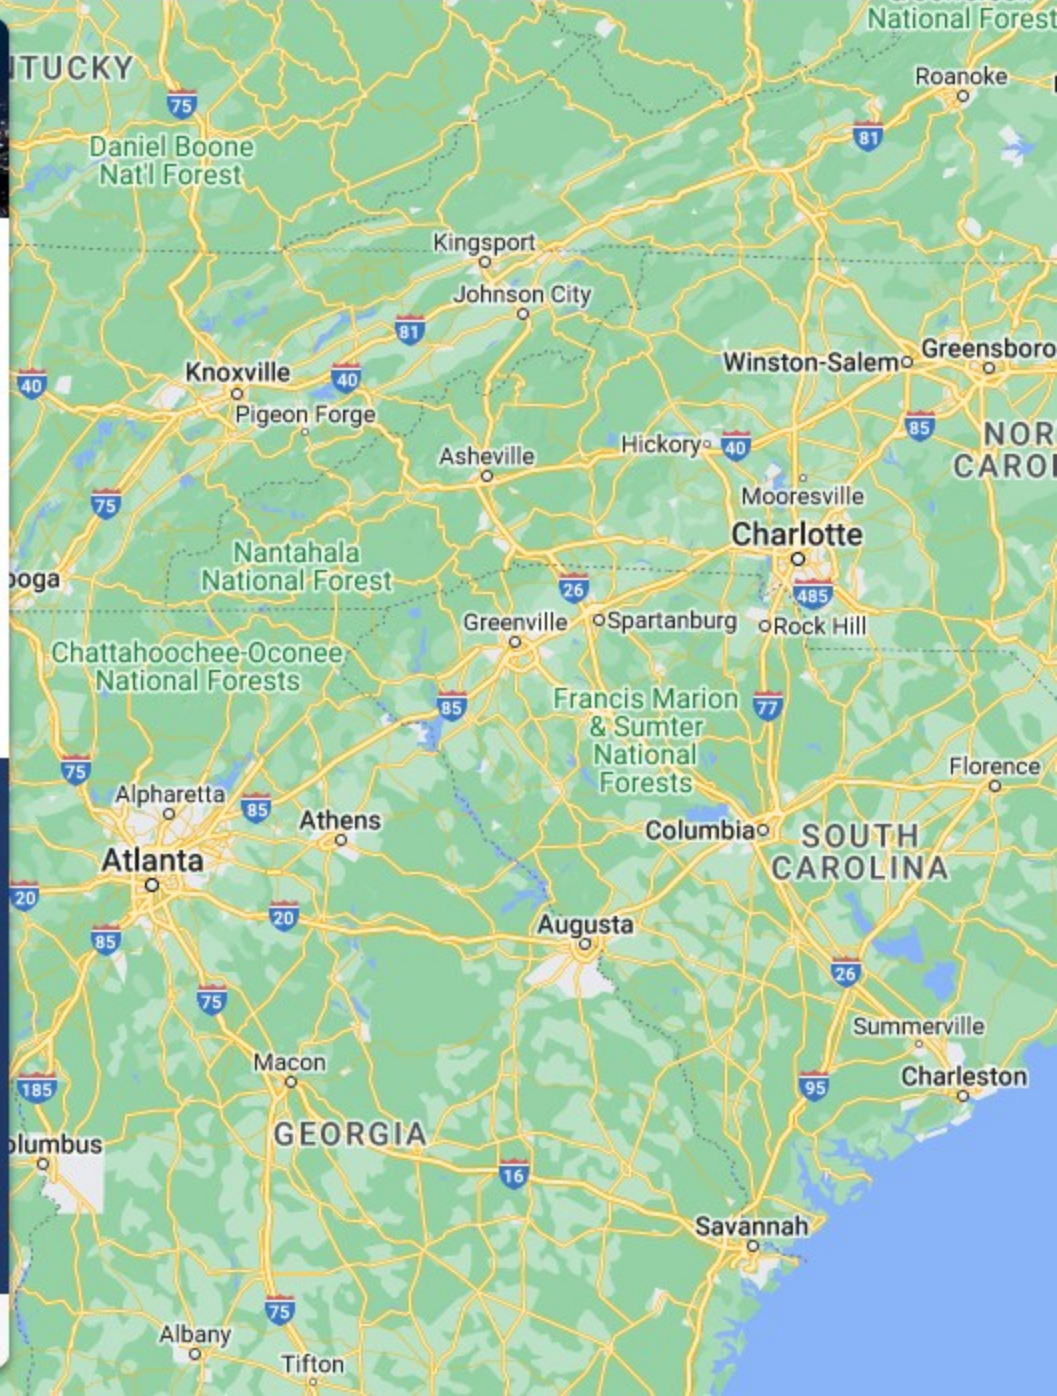 National Forest
Roanoke
NTUCKY
75
81
Daniel Boone
Nat'l Forest
Kingsport
Johnson City
81
Winston-Salem
Greensboro
Knoxville
40
40
Pigeon Forge
85
Hickory
40
NOR
CAROL
Asheville
75
Mooresville
Charlotte
Nantahala
National Forest
ooga
26
485
Greenville
Spartanburg
Rock Hill
Chattahoochee-Oconee
National Forests
85
Francis Marion
& Sumter
National
Forests
77
75
Florence
Alpharetta
85
Athens
Columbia
SOUTH
CAROLINA
Atlanta
20
20
Augusta
85
26
75
Summerville
Macon
Charleston
185
95
GEORGIA
olumbus
16
Savannah
75
Albany
Tifton